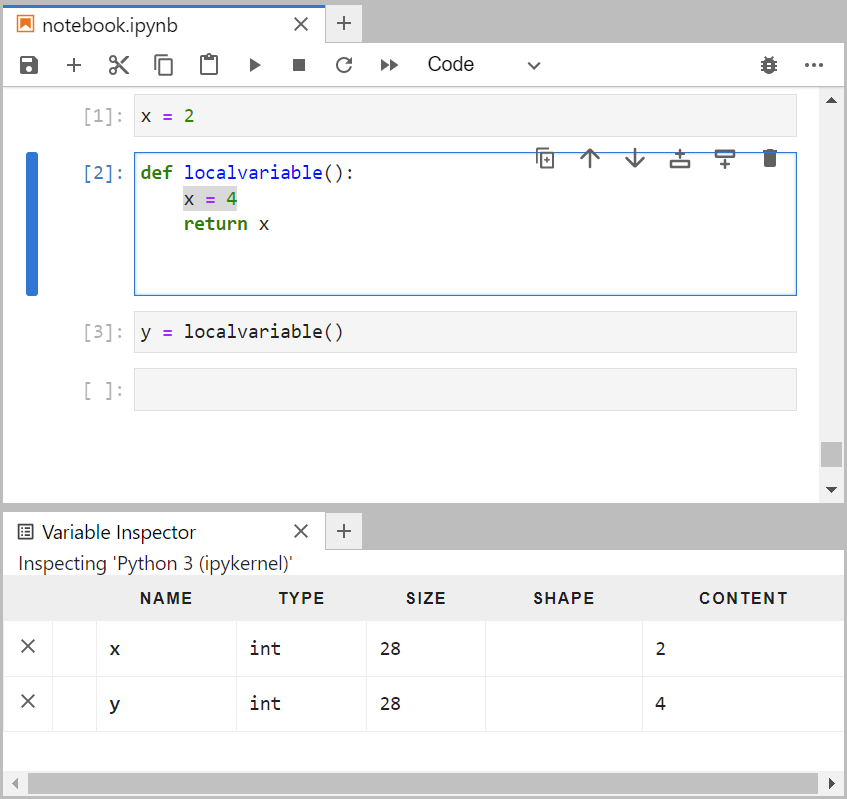 notebook.ipynb
Code
[1]: x = 2
[2]: def localvariable():
x = 4
return x
[3]: y = localvariable()
[ ]:
Variable Inspector
Inspecting 'Python 3 (ipykernel)'
NAME TYPE SIZE SHAPE CONTENT
x int 28 2
y int 28 4